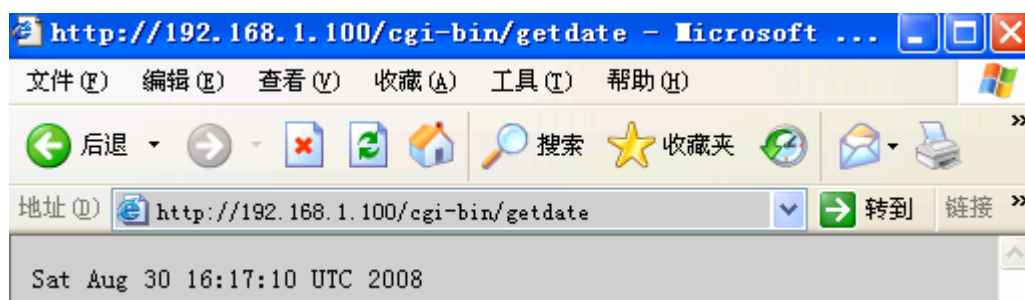 http://192.168.1.100/cgi-bin/getdate - Microsoft ...
文件(F) 编辑(E) 查看(V) 收藏(A) 工具(T) 帮助(H)
后退 搜索 收藏夹 »
地址(D) http://192.168.1.100/cgi-bin/getdate 转到 链接 »
Sat Aug 30 16:17:10 UTC 2008